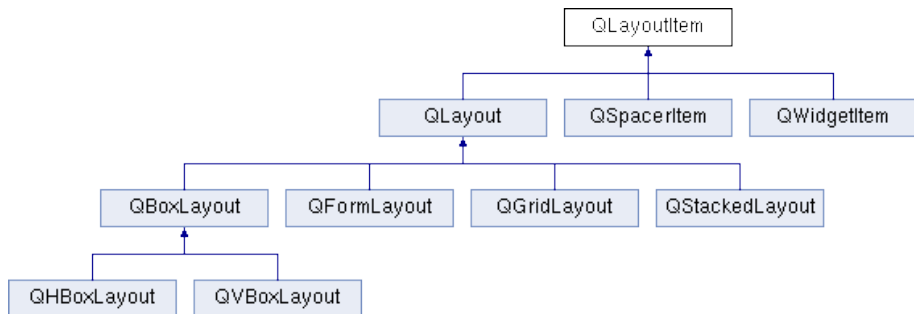 QLayoutItem
QLayout QSpacerItem QWidgetItem
QBoxLayout QFormLayout QGridLayout QStackedLayout
QHBoxLayout QVBoxLayout